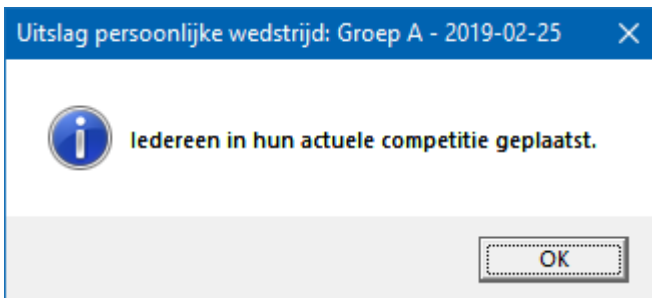 Uitslag persoonlijke wedstrijd: Groep A - 2019-02-25
Iedereen in hun actuele competitie geplaatst.
OK